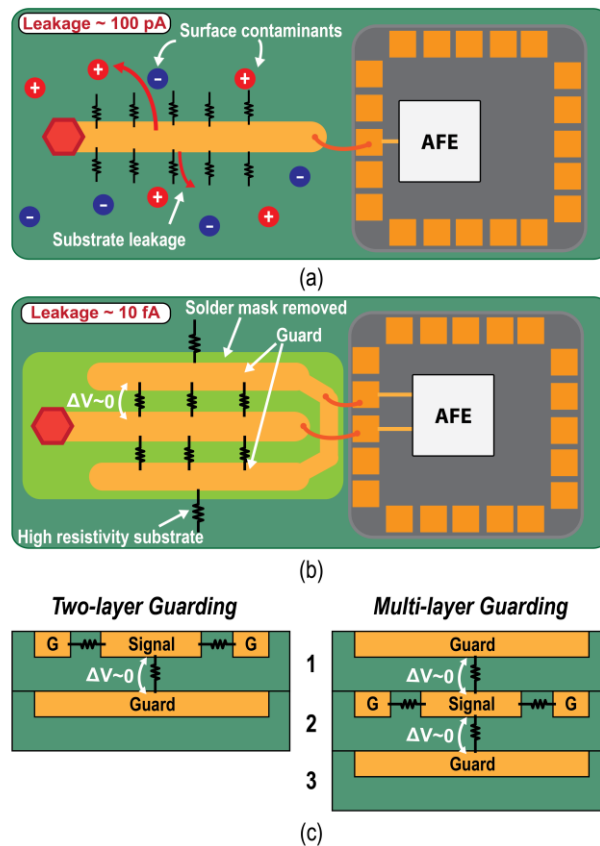 Leakage ~ 100 pA
Surface contaminants
+
-
+
+
AFE
-
+
-
-
+
Substrate leakage
(a)
Leakage ~ 10 fA
Solder mask removed
Guard
ΔV~0
AFE
High resistivity substrate
(b)
Two-layer Guarding
Multi-layer Guarding
G
Signal
G
Guard
1
ΔV~0
ΔV~0
Guard
2
G
Signal
G
ΔV~0
3
Guard
(c)